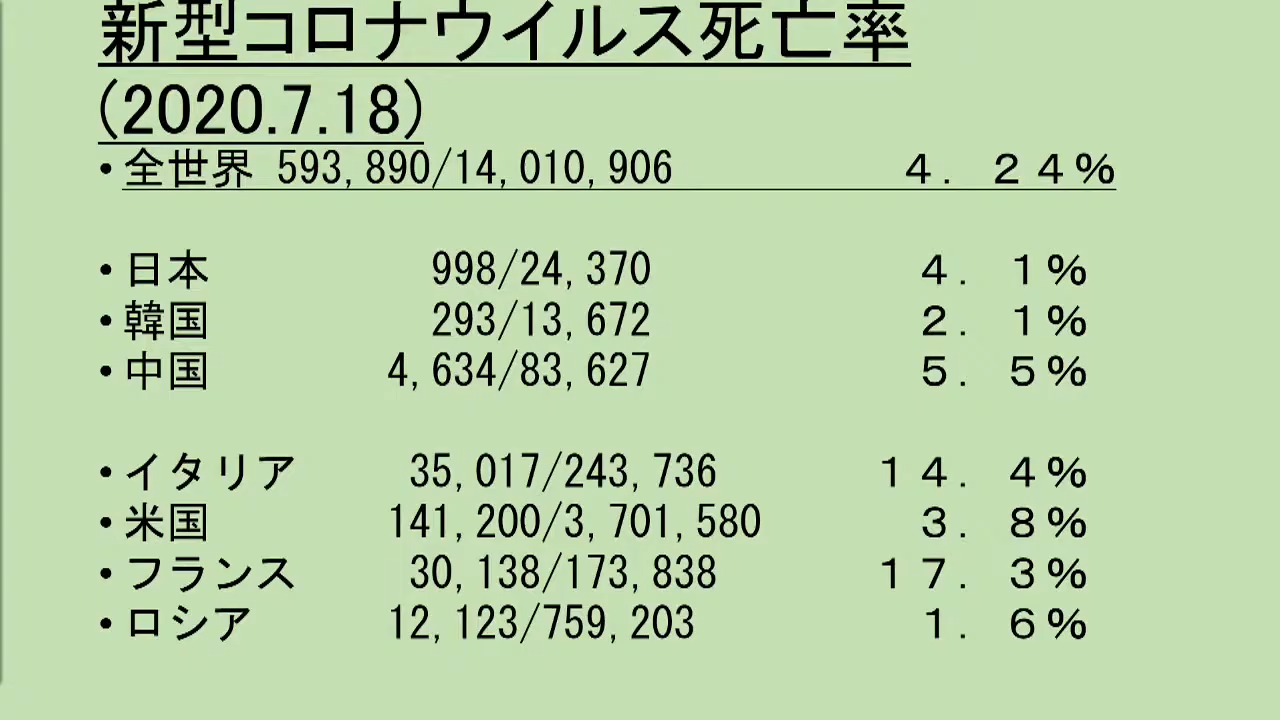 新型コロナウイルス死亡率
(2020.7.18)
• 全世界 593,890/14,010,906 4.24%
• 日本 998/24,370 4.1%
• 韓国 293/13,672 2.1%
• 中国 4,634/83,627 5.5%
• イタリア 35,017/243,736 14.4%
• 米国 141,200/3,701,580 3.8%
• フランス 30,138/173,838 17.3%
• ロシア 12,123/759,203 1.6%